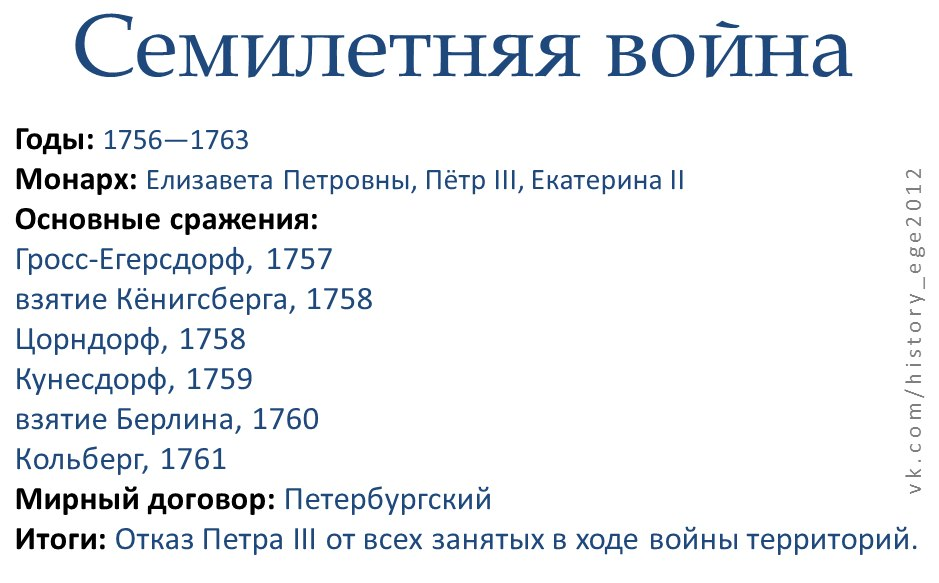 Семилетняя война
Годы: 1756—1763
Монарх: Елизавета Петровны, Пётр III, Екатерина II
Основные сражения:
Гросс-Егерсдорф, 1757
взятие Кёнигсберга, 1758
Цорндорф, 1758
Кунесдорф, 1759
взятие Берлина, 1760
Кольберг, 1761
Мирный договор: Петербургский
Итоги: Отказ Петра III от всех занятых в ходе войны территорий.
vk.com/history_ege2012